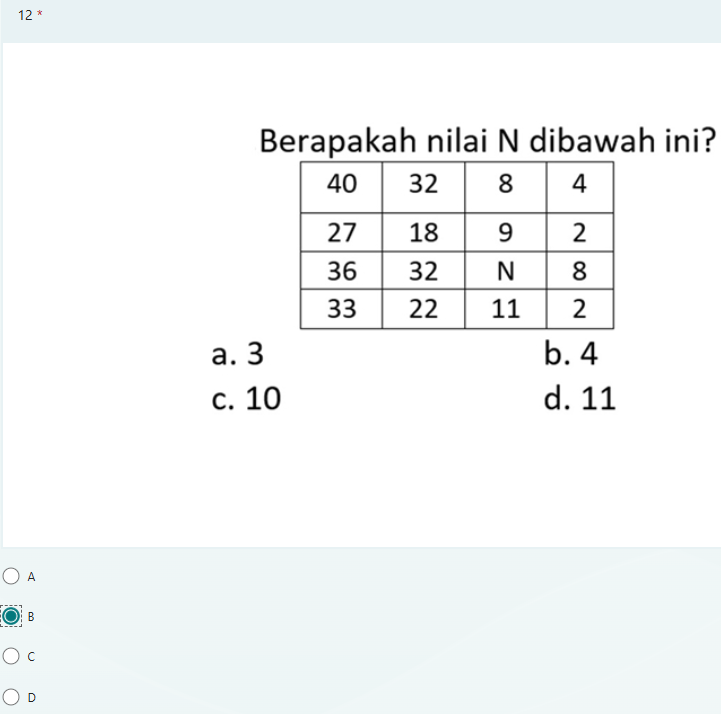 12 *
Berapakah nilai N dibawah ini?
40 32 8 4
27 18 9 2
36 32 N 8
33 22 11 2
a. 3 b. 4
c. 10 d. 11
A
B
C
D